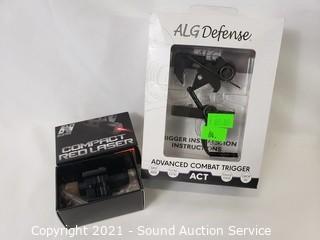 ALG Defense
TRIGGER INSTALLATION
INSTRUCTIONS
ADVANCED COMBAT TRIGGER
ACT
COMPACT
RED LASER
Copyright 2021 - Sound Auction Service